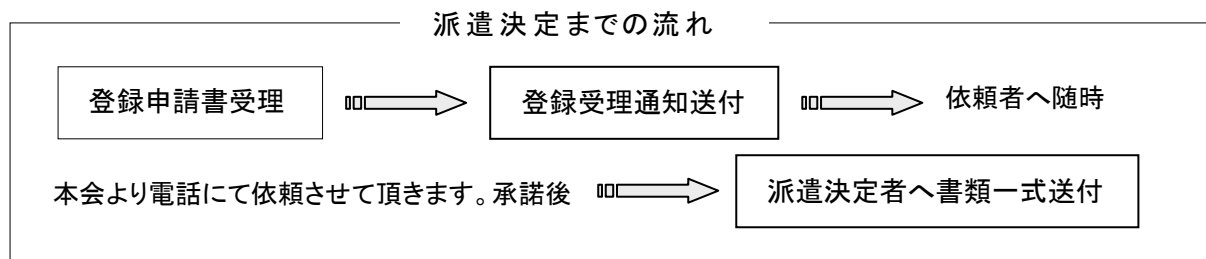 派遣決定までの流れ
登録申請書受理 登録受理通知送付 依頼者へ随時
本会より電話にて依頼させて頂きます。承諾後 派遣決定者へ書類一式送付